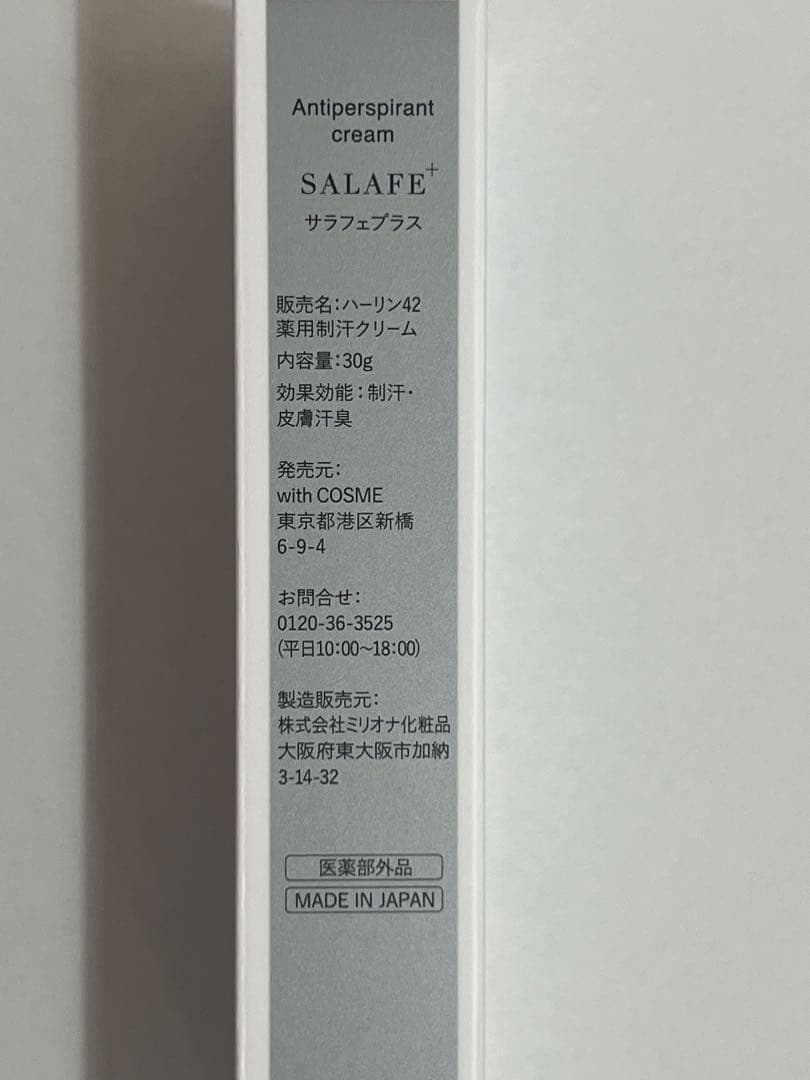 Antiperspirant
cream
SALAFE+
サラフェプラス
販売名：ハーリン42
薬用制汗クリーム
内容量：30g
効果効能：制汗・
皮膚汗臭
発売元：
with COSME
東京都港区新橋
6-9-4
お問合せ：
0120-36-3525
(平日10：00〜18：00)
製造販売元：
株式会社ミリオナ化粧品
大阪府東大阪市加納
3-14-32
医薬部外品
MADE IN JAPAN